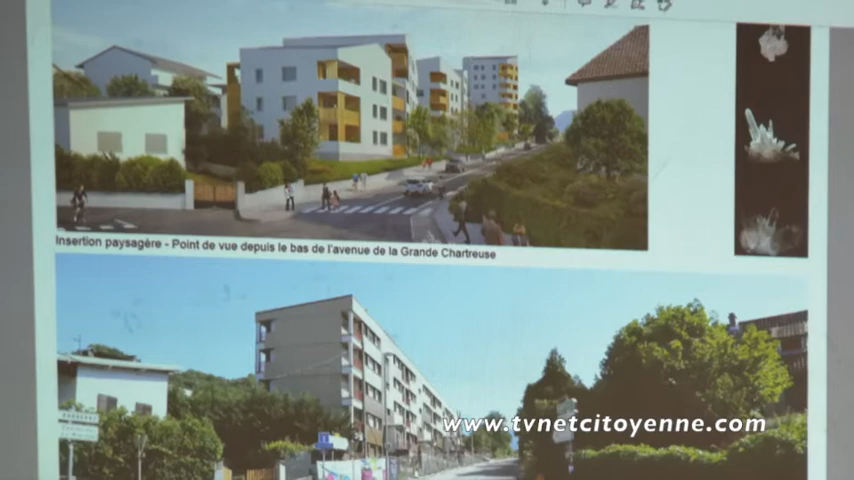 Insertion paysagère - Point de vue depuis le bas de l'avenue de la Grande Chartreuse
www.tvnetcitoyenne.com